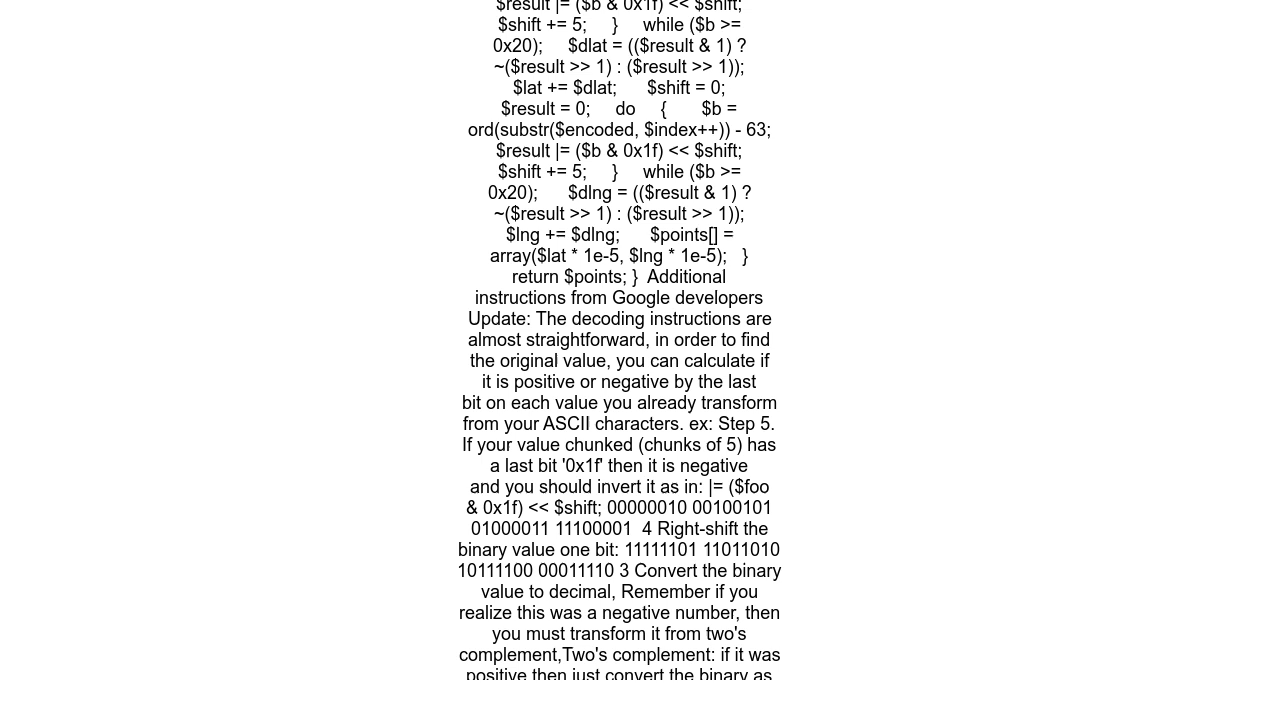 $result |= ($b & 0x1f) << $shift;
$shift += 5; } while ($b >=
0x20); $dlat = (($result & 1) ?
~($result >> 1) : ($result >> 1));
$lat += $dlat; $shift = 0;
$result = 0; do { $b =
ord(substr($encoded, $index++)) - 63;
$result |= ($b & 0x1f) << $shift;
$shift += 5; } while ($b >=
0x20); $dlng = (($result & 1) ?
~($result >> 1) : ($result >> 1));
$lng += $dlng; $points[] =
array($lat * 1e-5, $lng * 1e-5); }
return $points; } Additional
instructions from Google developers
Update: The decoding instructions are
almost straightforward, in order to find
the original value, you can calculate if
it is positive or negative by the last
bit on each value you already transform
from your ASCII characters. ex: Step 5.
If your value chunked (chunks of 5) has
a last bit '0x1f' then it is negative
and you should invert it as in: |= ($foo
& 0x1f) << $shift; 00000010 00100101
01000011 11100001 4 Right-shift the
binary value one bit: 11111101 11011010
10111100 00011110 3 Convert the binary
value to decimal, Remember if you
realize this was a negative number, then
you must transform it from two's
complement,Two's complement: if it was
positive then just convert the binary as